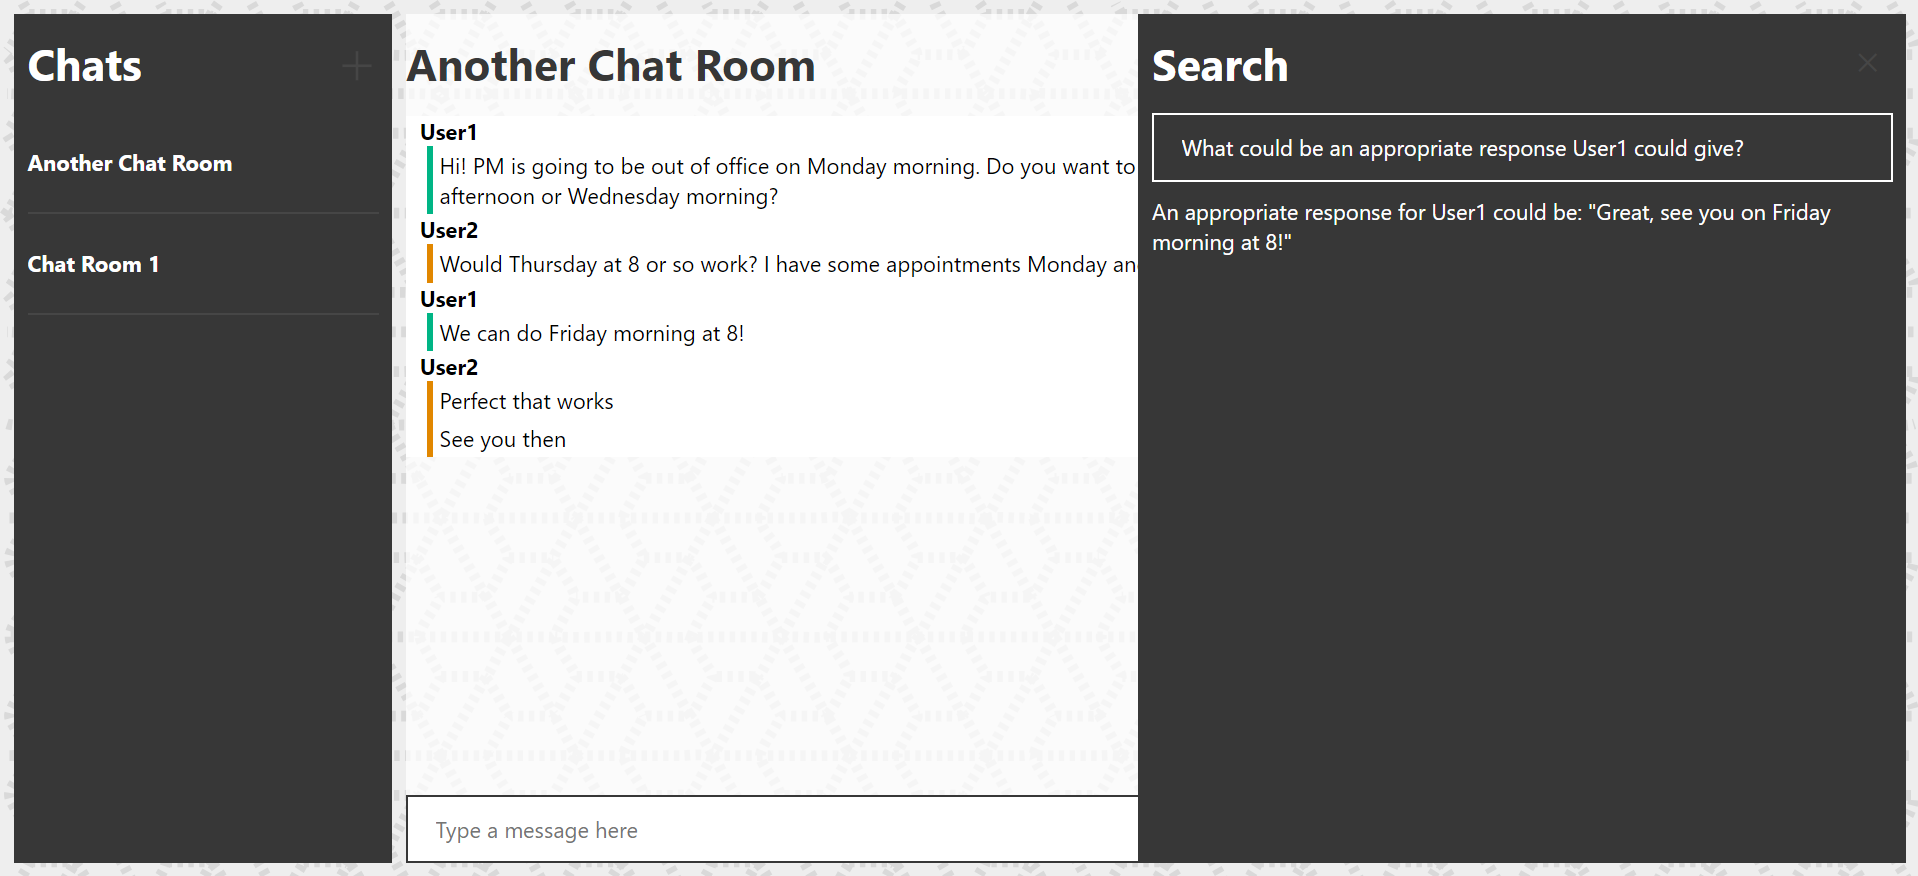 Chats
Another Chat Room
Chat Room 1
Another Chat Room
User1
Hi! PM is going to be out of office on Monday morning. Do you want to
afternoon or Wednesday morning?
User2
Would Thursday at 8 or so work? I have some appointments Monday
User1
We can do Friday morning at 8!
User2
Perfect that works
See you then
Type a message here
Search
What could be an appropriate response User1 could give?
An appropriate response for User1 could be: "Great, see you on Friday
morning at 8!"